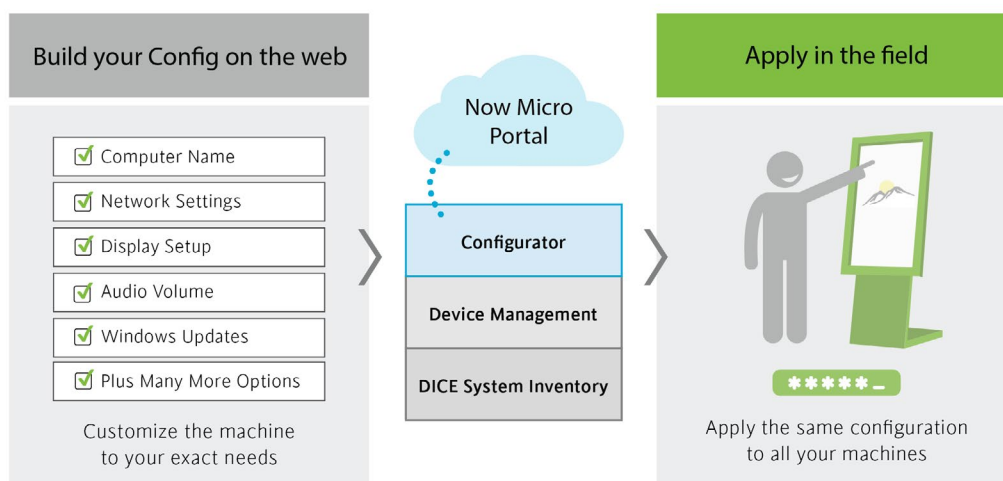 Build your Config on the web
Computer Name
Network Settings
Display Setup
Audio Volume
Windows Updates
Plus Many More Options
Customize the machine
to your exact needs
Now Micro
Portal
Configurator
Device Management
DICE System Inventory
Apply in the field
*****_
Apply the same configuration
to all your machines